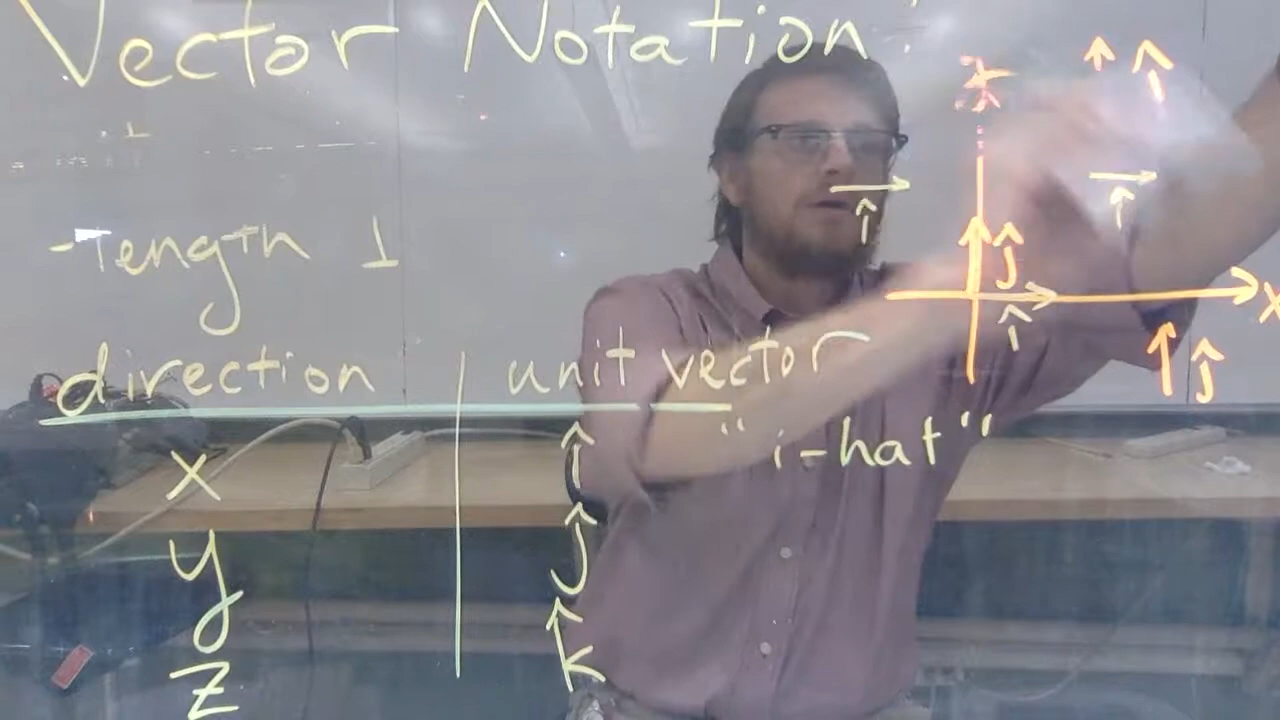 Vector Notation
- length 1
direction unit vector
x î "i-hat"
y ĵ
z k̂
î
î
ĵ
î
x
ĵ